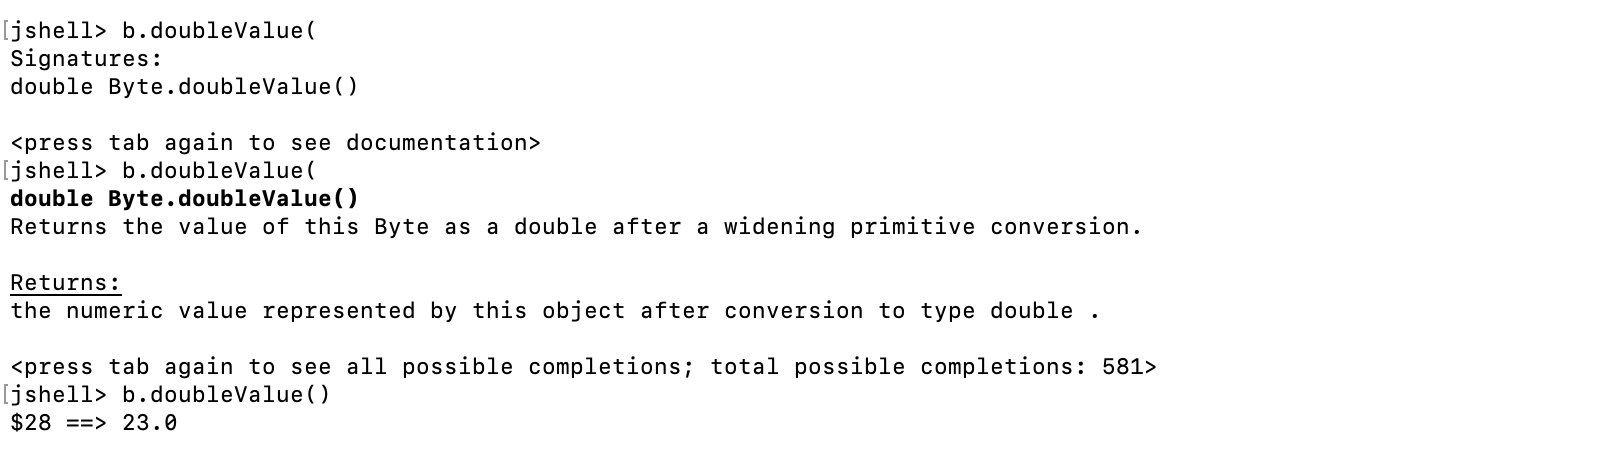 [jshell> b.doubleValue(
Signatures:
double Byte.doubleValue()
<press tab again to see documentation>
[jshell> b.doubleValue(
double Byte.doubleValue()
Returns the value of this Byte as a double after a widening primitive conversion.
Returns:
the numeric value represented by this object after conversion to type double .
<press tab again to see all possible completions; total possible completions: 581>
[jshell> b.doubleValue()
$28 ==> 23.0